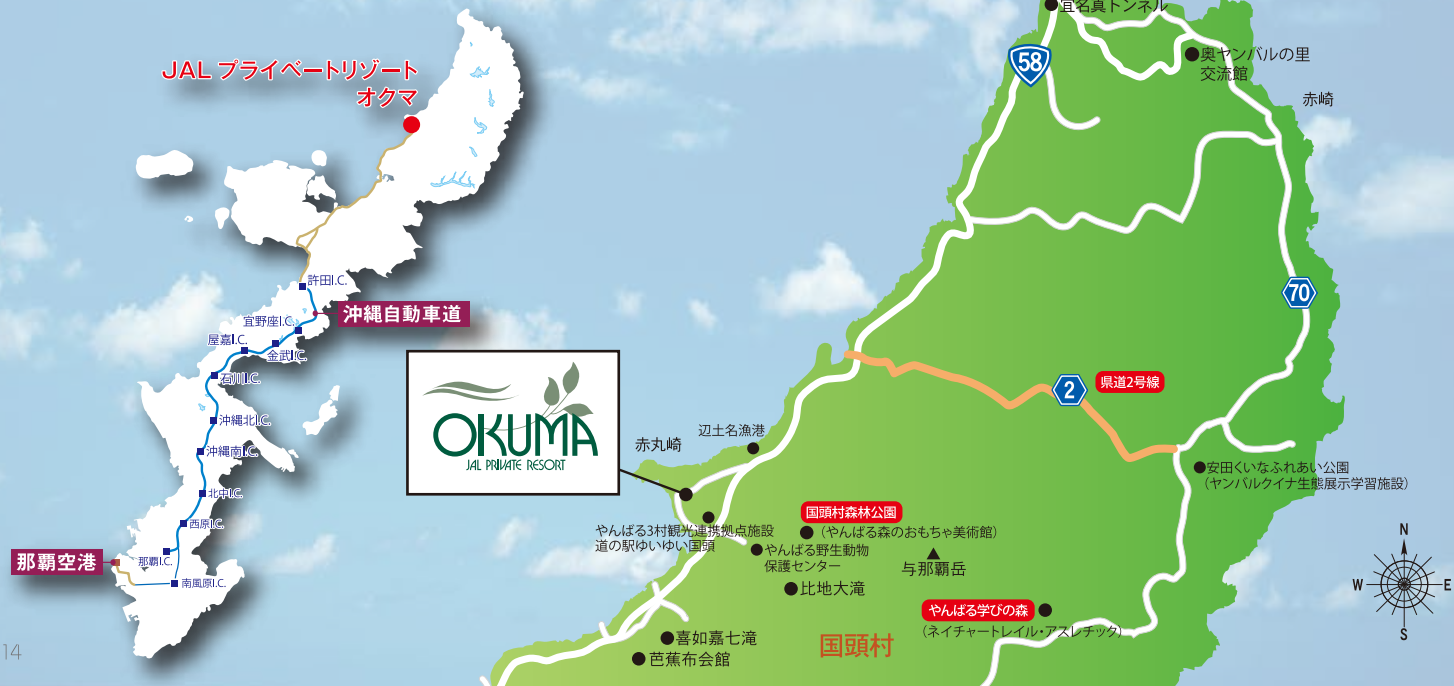 JAL プライベートリゾート
オクマ
許田I.C.
沖縄自動車道
宜野座I.C.
屋嘉I.C.
金武I.C.
石川I.C.
沖縄北I.C.
沖縄南I.C.
北中I.C.
西原I.C.
那覇空港
那覇I.C.
南風原I.C.
14
宜名真トンネル
58
奥ヤンバルの里
交流館
赤崎
70
2
県道2号線
OKUMA
JAL PRIVATE RESORT
赤丸崎
辺土名漁港
安田くいなふれあい公園
（ヤンバルクイナ生態展示学習施設）
国頭村森林公園
（やんばる森のおもちゃ美術館）
やんばる3村観光連携拠点施設
道の駅ゆいゆい国頭
やんばる野生動物
保護センター
与那覇岳
比地大滝
やんばる学びの森
（ネイチャートレイル・アスレチック）
喜如嘉七滝
芭蕉布会館
国頭村
N
W
E
S